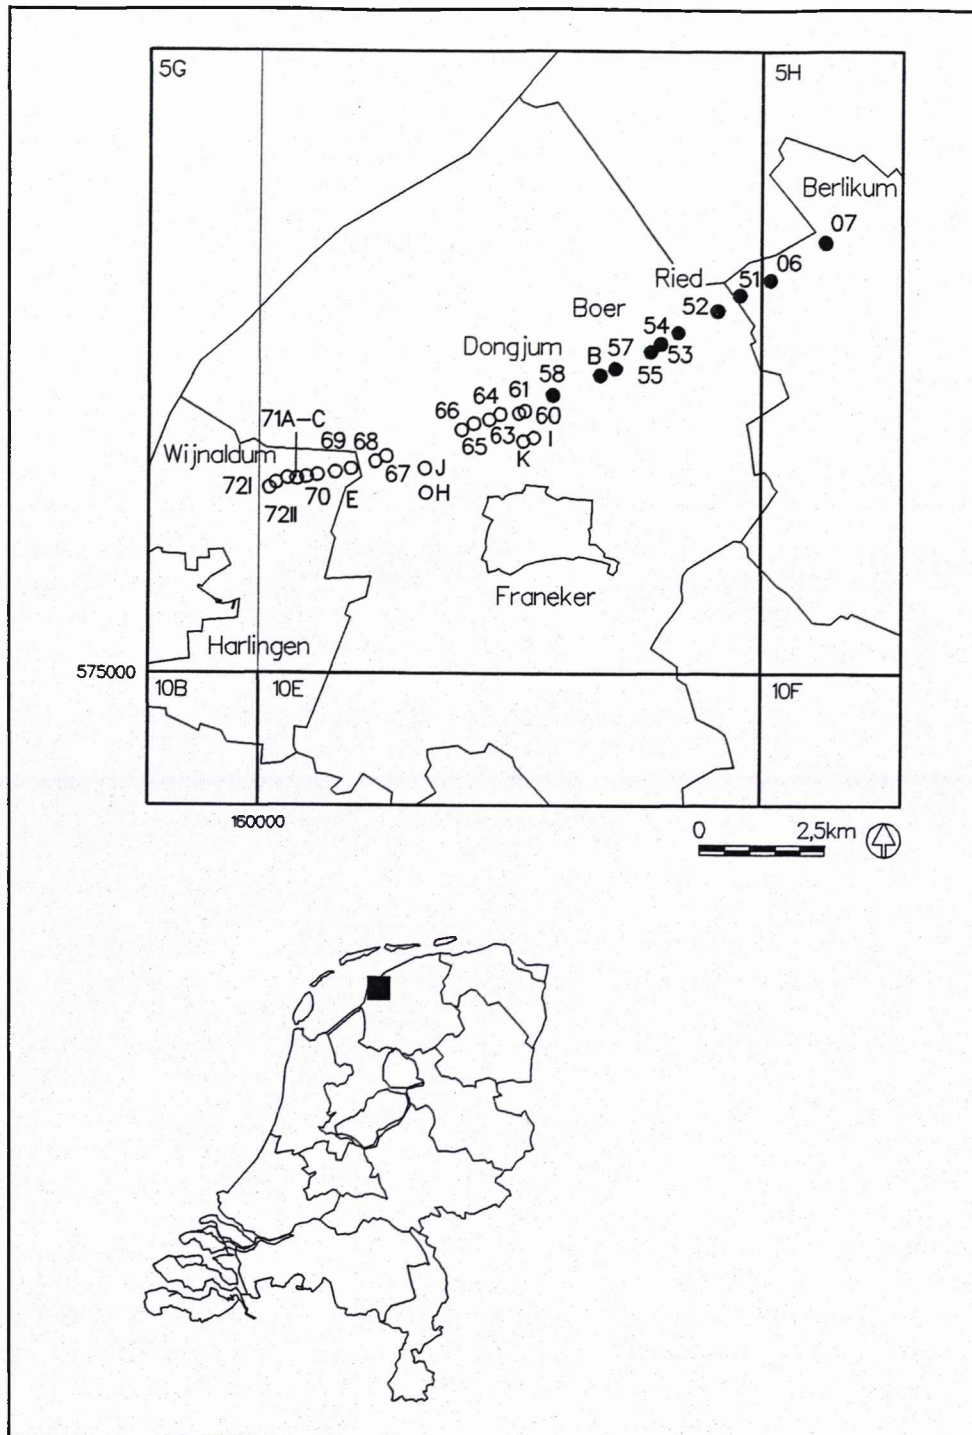 5G
5H
Berlikum
07
06
51
Ried
52
Boer
54
53
55
Dongjum
B
57
58
61
64
60
66
63
65
I
K
71A-C
69
68
Wijnaldum
67
J
72I
70
E
H
72II
Franeker
Harlingen
575000
10B
10E
10F
150000
0
2,5km